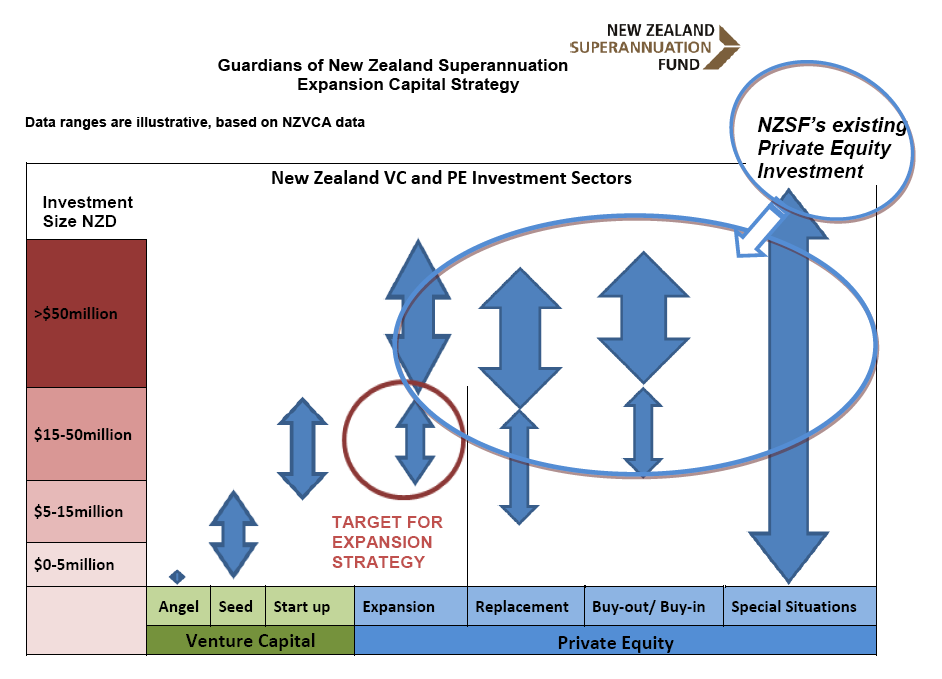 NEW ZEALAND
SUPERANNUATION
FUND
Guardians of New Zealand Superannuation
Expansion Capital Strategy
Data ranges are illustrative, based on NZVCA data
NZSF's existing
Private Equity
Investment
New Zealand VC and PE Investment Sectors
Investment
Size NZD
>$50million
$15-50million
$5-15million
$0-5million
TARGET FOR
EXPANSION
STRATEGY
Angel
Seed
Start up
Expansion
Replacement
Buy-out/ Buy-in
Special Situations
Venture Capital
Private Equity